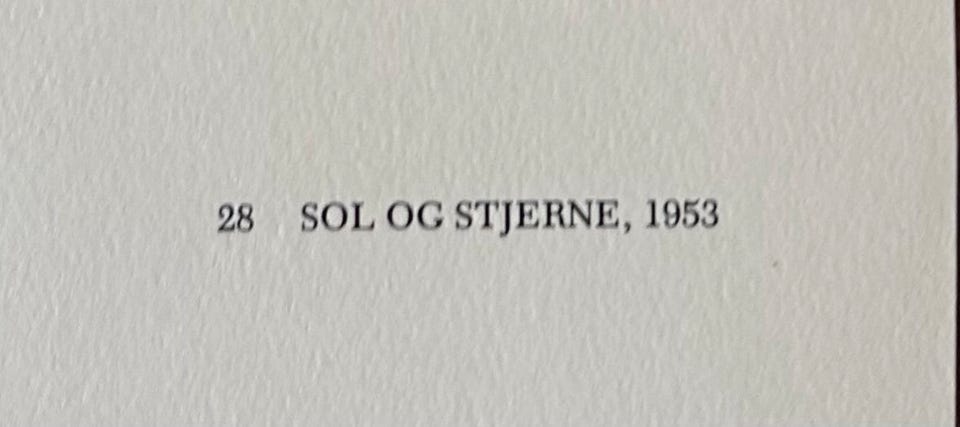 28 SOL OG STJERNE, 1953